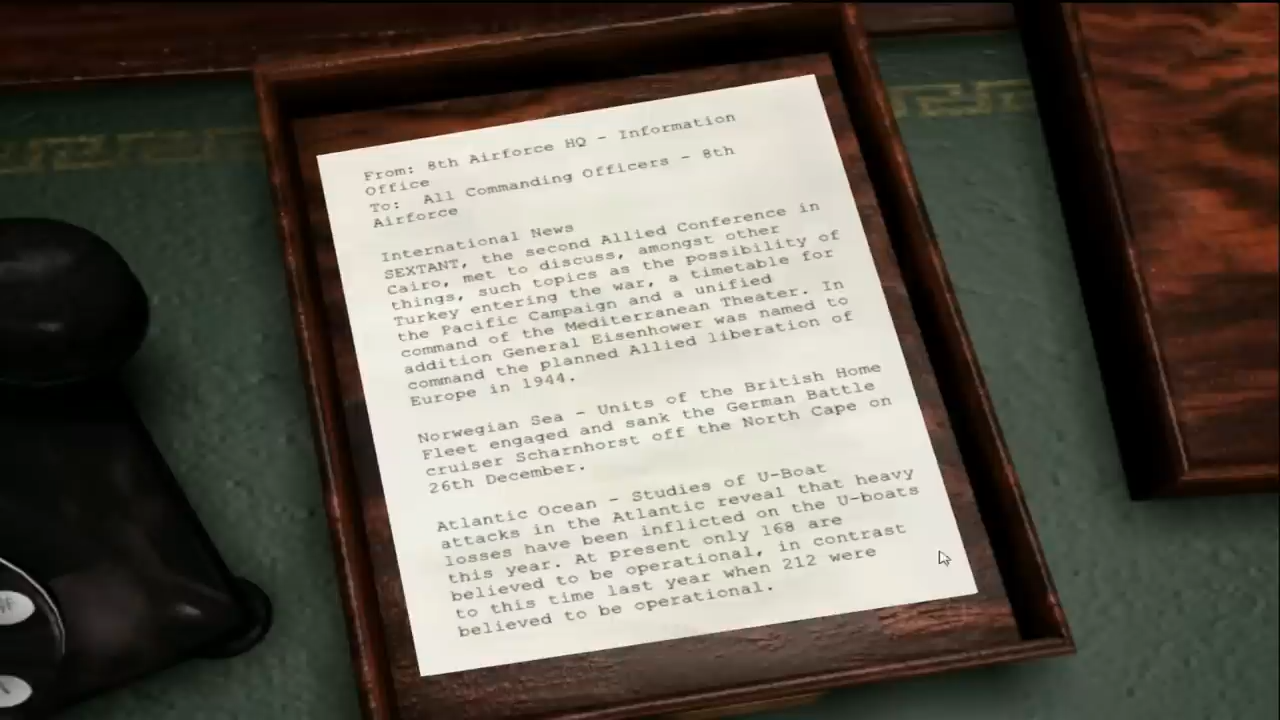 From: 8th Airforce HQ - Information
Office
To: All Commanding Officers - 8th
Airforce
International News
SEXTANT, the second Allied Conference in
Cairo, met to discuss, amongst other
things, such topics as the possibility of
Turkey entering the war, a timetable for
the Pacific Campaign and a unified
command of the Mediterranean Theater. In
addition General Eisenhower was named to
command the planned Allied liberation of
Europe in 1944.
Norwegian Sea - Units of the British Home
Fleet engaged and sank the German Battle
cruiser Scharnhorst off the North Cape on
26th December.
Atlantic Ocean - Studies of U-Boat
attacks in the Atlantic reveal that heavy
losses have been inflicted on the U-boats
this year. At present only 168 are
believed to be operational, in contrast
to this time last year when 212 were
believed to be operational.